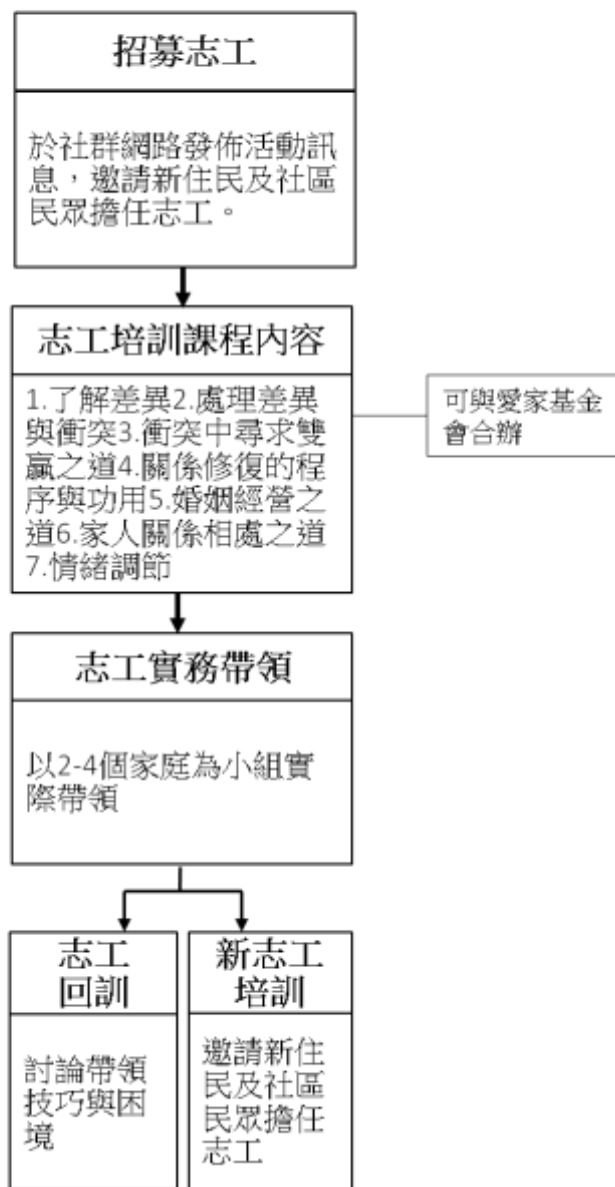 招募志工
於社群網路發佈活動訊
息，邀請新住民及社區
民眾擔任志工。
志工培訓課程內容
1.了解差異2.處理差異
與衝突3.衝突中尋求雙
贏之道4.關係修復的程
序與功用5.婚姻經營之
道6.家人關係相處之道
7.情緒調節
可與愛家基金
會合辦
志工實務帶領
以2-4個家庭為小組實
際帶領
志工
回訓
討論帶領
技巧與困
境
新志工
培訓
邀請新住
民及社區
民眾擔任
志工